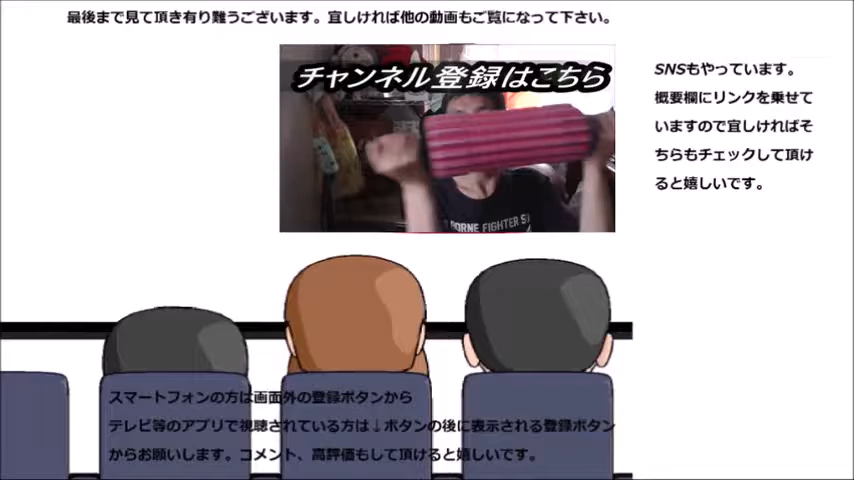 最後まで見て頂き有り難うございます。宜しければ他の動画もご覧になって下さい。
チャンネル登録はこちら
SNSもやっています。
概要欄にリンクを乗せて
いますので宜しければそ
ちらもチェックして頂け
ると嬉しいです。
BORNE FIGHTER
スマートフォンの方は画面外の登録ボタンから
テレビ等のアプリで視聴されている方は↓ボタンの後に表示される登録ボタン
からお願いします。コメント、高評価もして頂けると嬉しいです。